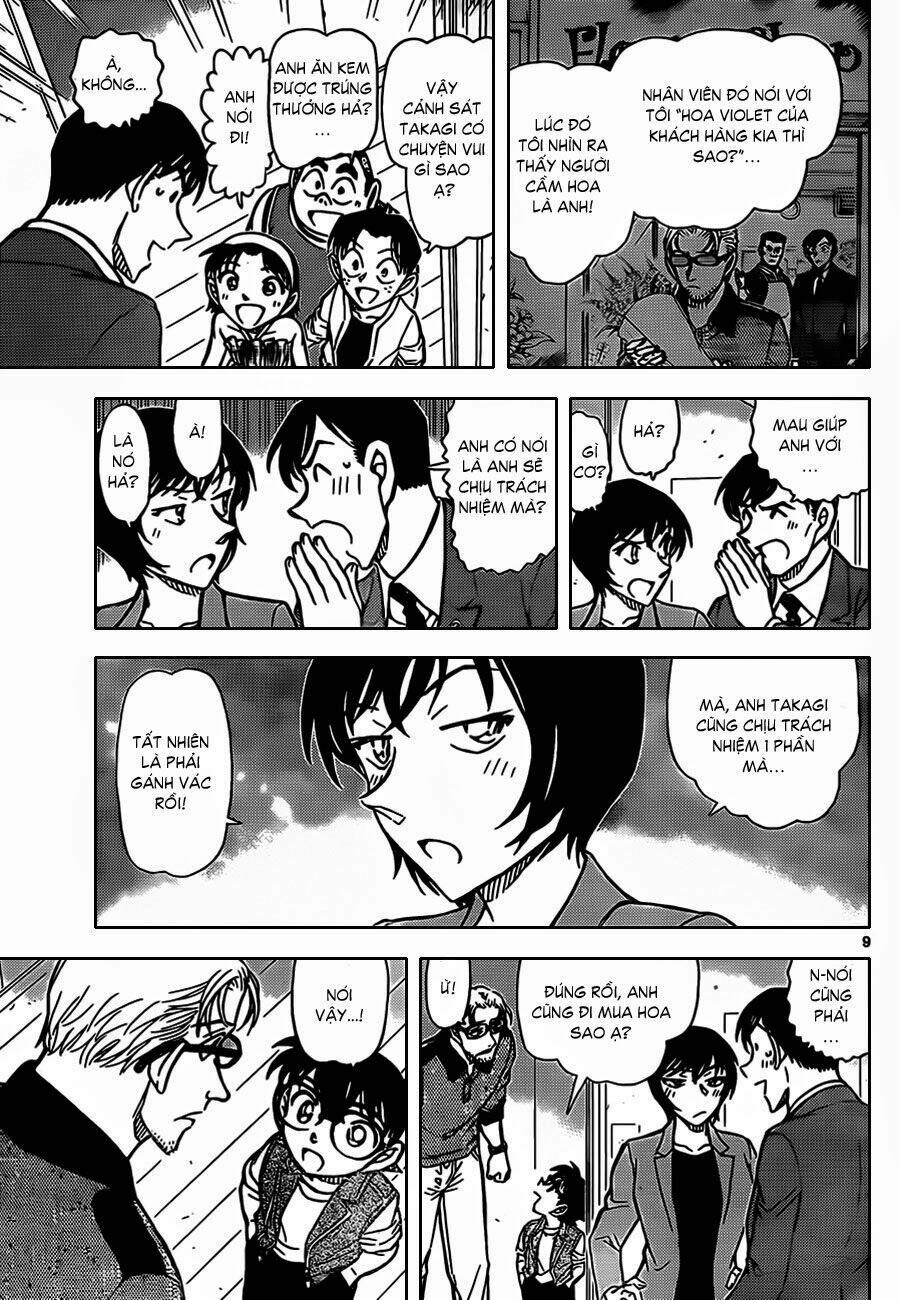 Flower Shop
NHÂN VIÊN ĐÓ NÓI VỚI
TÔI "HOA VIOLET CỦA
KHÁCH HÀNG KIA THÌ
SAO?"...
LÚC ĐÓ
TÔI NHÌN RA
THẤY NGƯỜI
CẦM HOA
LÀ ANH!
VẬY
CẢNH SÁT
TAKAGI CÓ
CHUYỆN VUI
GÌ SAO
Ạ?
ANH ĂN KEM
ĐƯỢC TRÚNG
THƯỞNG HẢ?
...
ANH
NÓI
ĐI!
À,
KHÔNG...
MAU GIÚP
ANH VỚI
...
HẢ?
GÌ
CƠ?
ANH CÓ NÓI
LÀ ANH SẼ
CHỊU TRÁCH
NHIỆM MÀ?
À!
LÀ
NÓ
HẢ?
MÀ, ANH TAKAGI
CŨNG CHỊU TRÁCH
NHIỆM 1 PHẦN
MÀ...
TẤT NHIÊN
LÀ PHẢI
GÁNH VÁC
RỒI!
9
N-NÓI
CŨNG
PHẢI
...
ĐÚNG RỒI, ANH
CŨNG ĐI MUA HOA
SAO Ạ?
Ừ!
NÓI
VẬY...!